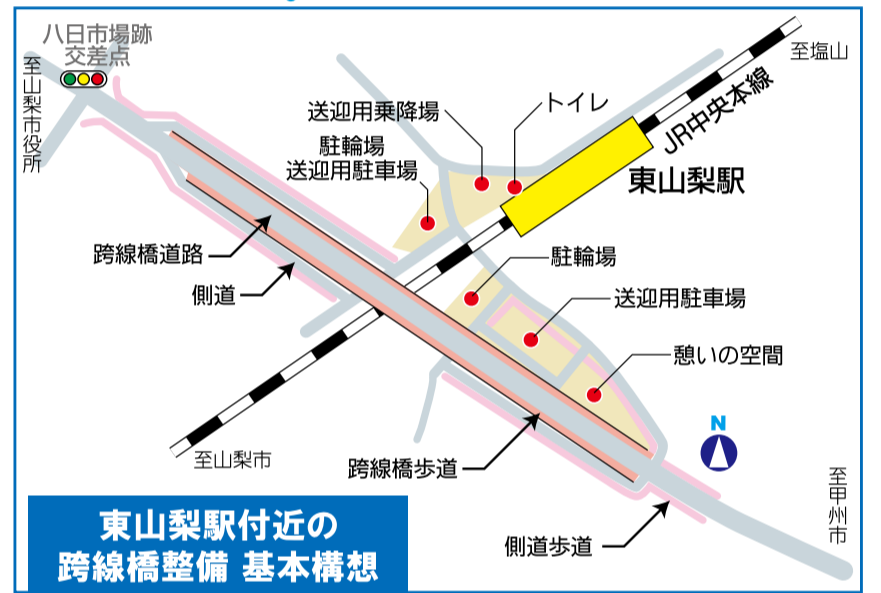 八日市場跡
交差点
至山梨市役所
至塩山
送迎用乗降場
トイレ
JR中央本線
駐輪場
送迎用駐車場
東山梨駅
跨線橋道路
駐輪場
側道
送迎用駐車場
憩いの空間
N
至山梨市
跨線橋歩道
至甲州市
側道歩道
東山梨駅付近の
跨線橋整備 基本構想